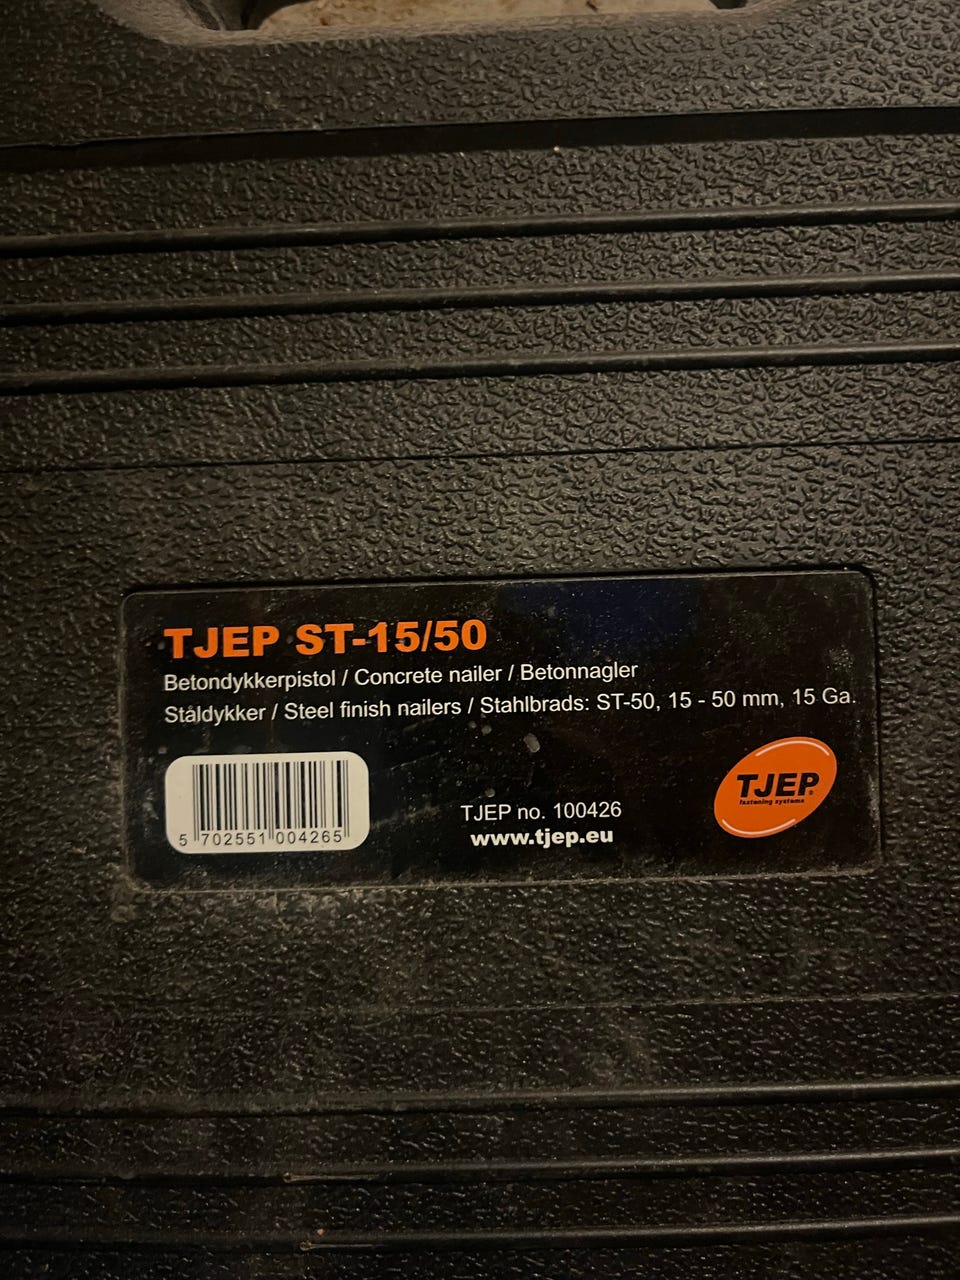 TJEP ST-15/50
Betondykkerpistol / Concrete nailer / Betonnagler
Ståldykker / Steel finish nailers / Stahlbrads: ST-50, 15 - 50 mm, 15 Ga.
5 702551 004265
TJEP no. 100426
www.tjep.eu
TJEP®
fastening systems